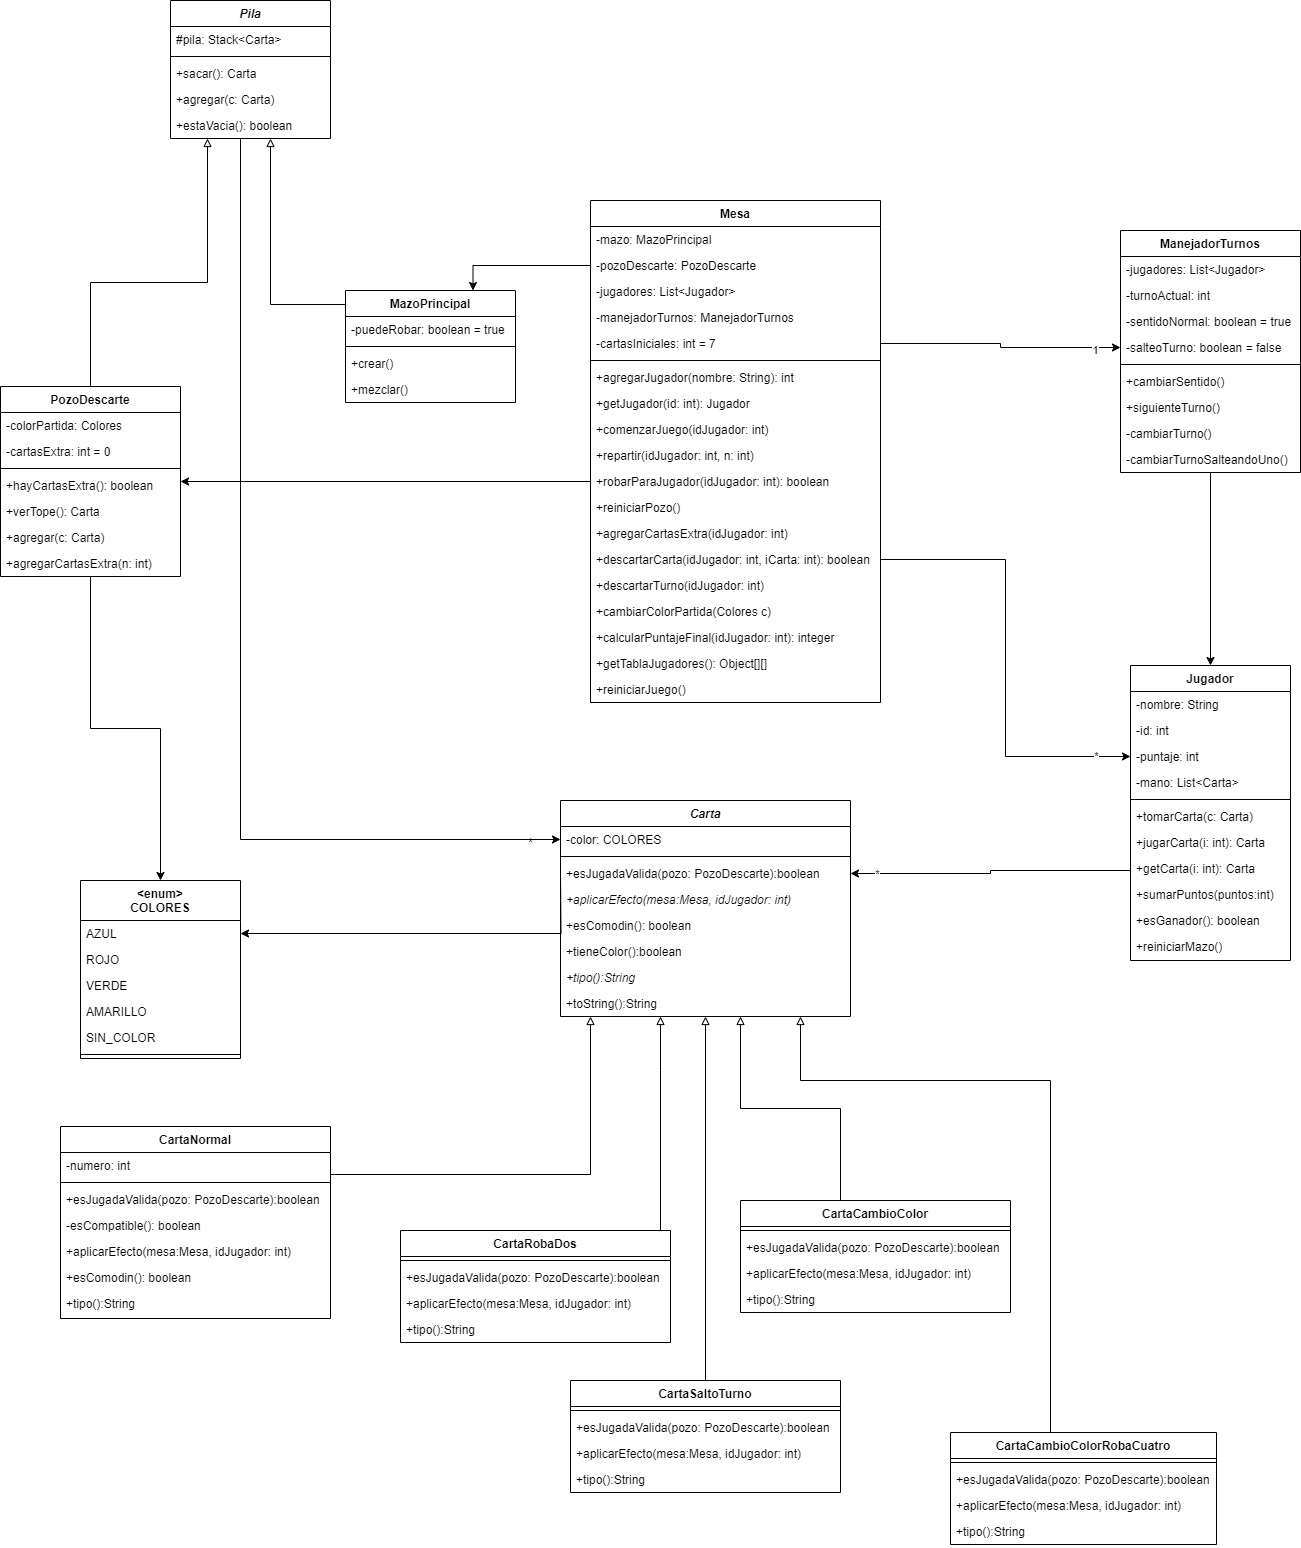 Pila
#pila: Stack<Carta>
+sacar(): Carta
+agregar(c: Carta)
+estaVacia(): boolean
Mesa
-mazo: MazoPrincipal
-pozoDescarte: PozoDescarte
-jugadores: List<Jugador>
-manejadorTurnos: ManejadorTurnos
-cartasIniciales: int = 7
+agregarJugador(nombre: String): int
+getJugador(id: int): Jugador
+comenzarJuego(idJugador: int)
+repartir(idJugador: int, n: int)
+robarParaJugador(idJugador: int): boolean
+reiniciarPozo()
+agregarCartasExtra(idJugador: int)
+descartarCarta(idJugador: int, iCarta: int): boolean
+descartarTurno(idJugador: int)
+cambiarColorPartida(Colores c)
+calcularPuntajeFinal(idJugador: int): integer
+getTablaJugadores(): Object[][]
+reiniciarJuego()
ManejadorTurnos
-jugadores: List<Jugador>
-turnoActual: int
-sentidoNormal: boolean = true
-salteoTurno: boolean = false
+cambiarSentido()
+siguienteTurno()
-cambiarTurno()
-cambiarTurnoSalteandoUno()
1
MazoPrincipal
-puedeRobar: boolean = true
+crear()
+mezclar()
PozoDescarte
-colorPartida: Colores
-cartasExtra: int = 0
+hayCartasExtra(): boolean
+verTope(): Carta
+agregar(c: Carta)
+agregarCartasExtra(n: int)
Jugador
-nombre: String
-id: int
-puntaje: int
-mano: List<Carta>
+tomarCarta(c: Carta)
+jugarCarta(i: int): Carta
+getCarta(i: int): Carta
+sumarPuntos(puntos:int)
+esGanador(): boolean
+reiniciarMazo()
*
Carta
-color: COLORES
+esJugadaValida(pozo: PozoDescarte):boolean
+aplicarEfecto(mesa:Mesa, idJugador: int)
+esComodin(): boolean
+tieneColor():boolean
+tipo():String
+toString():String
*
*
<enum>
COLORES
AZUL
ROJO
VERDE
AMARILLO
SIN_COLOR
CartaNormal
-numero: int
+esJugadaValida(pozo: PozoDescarte):boolean
-esCompatible(): boolean
+aplicarEfecto(mesa:Mesa, idJugador: int)
+esComodin(): boolean
+tipo():String
CartaRobaDos
+esJugadaValida(pozo: PozoDescarte):boolean
+aplicarEfecto(mesa:Mesa, idJugador: int)
+tipo():String
CartaCambioColor
+esJugadaValida(pozo: PozoDescarte):boolean
+aplicarEfecto(mesa:Mesa, idJugador: int)
+tipo():String
CartaSaltoTurno
+esJugadaValida(pozo: PozoDescarte):boolean
+aplicarEfecto(mesa:Mesa, idJugador: int)
+tipo():String
CartaCambioColorRobaCuatro
+esJugadaValida(pozo: PozoDescarte):boolean
+aplicarEfecto(mesa:Mesa, idJugador: int)
+tipo():String